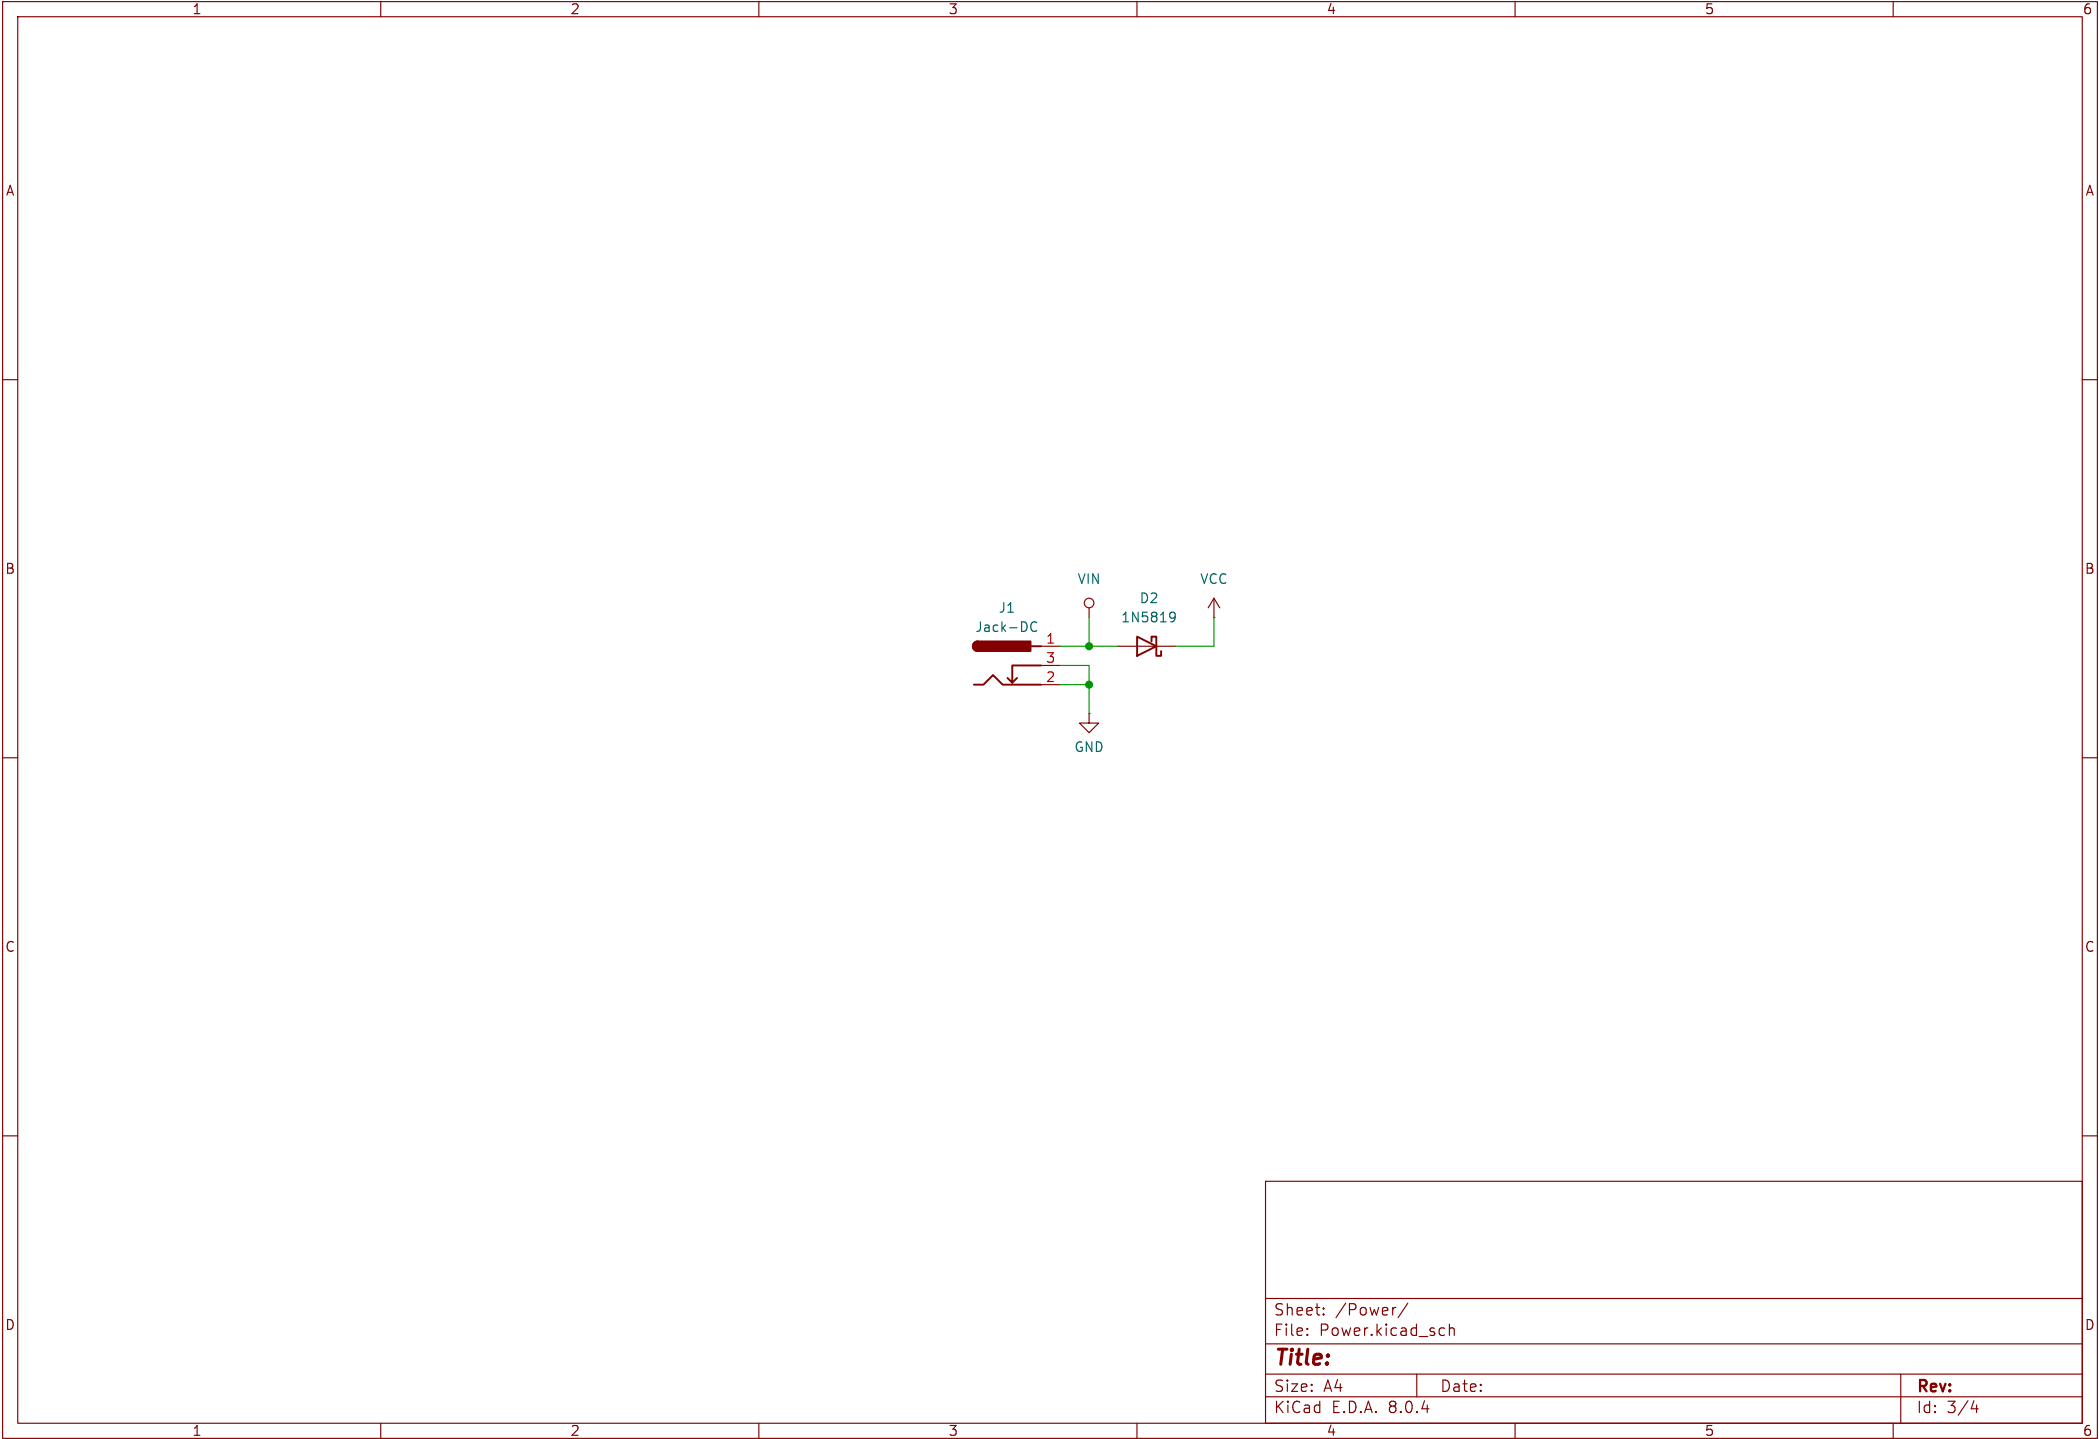 1 2 3 4 5 6
A A
VIN VCC
B B
D2
J1
1N5819
Jack-DC
1
3
2
GND
C C
Sheet: /Power/
D D
File: Power.kicad_sch
Title:
Size: A4 Date: Rev:
KiCad E.D.A. 8.0.4 Id: 3/4
1 2 3 4 5 6